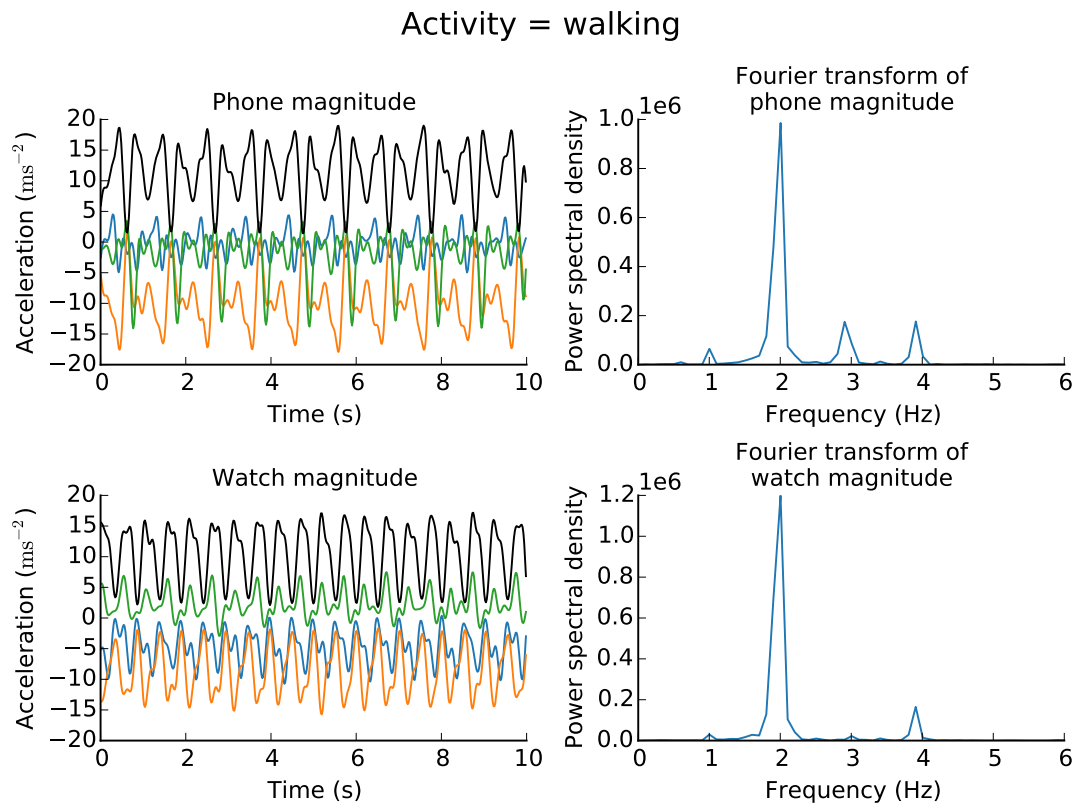 Activity = walking
Phone magnitude
20
15
10
5
0
−5
−10
−15
−20
Acceleration (ms⁻²)
0 2 4 6 8 10
Time (s)
Fourier transform of
phone magnitude
1e6
1.0
0.8
0.6
0.4
0.2
0.0
Power spectral density
0 1 2 3 4 5 6
Frequency (Hz)
Watch magnitude
20
15
10
5
0
−5
−10
−15
−20
Acceleration (ms⁻²)
0 2 4 6 8 10
Time (s)
Fourier transform of
watch magnitude
1e6
1.2
1.0
0.8
0.6
0.4
0.2
0.0
Power spectral density
0 1 2 3 4 5 6
Frequency (Hz)